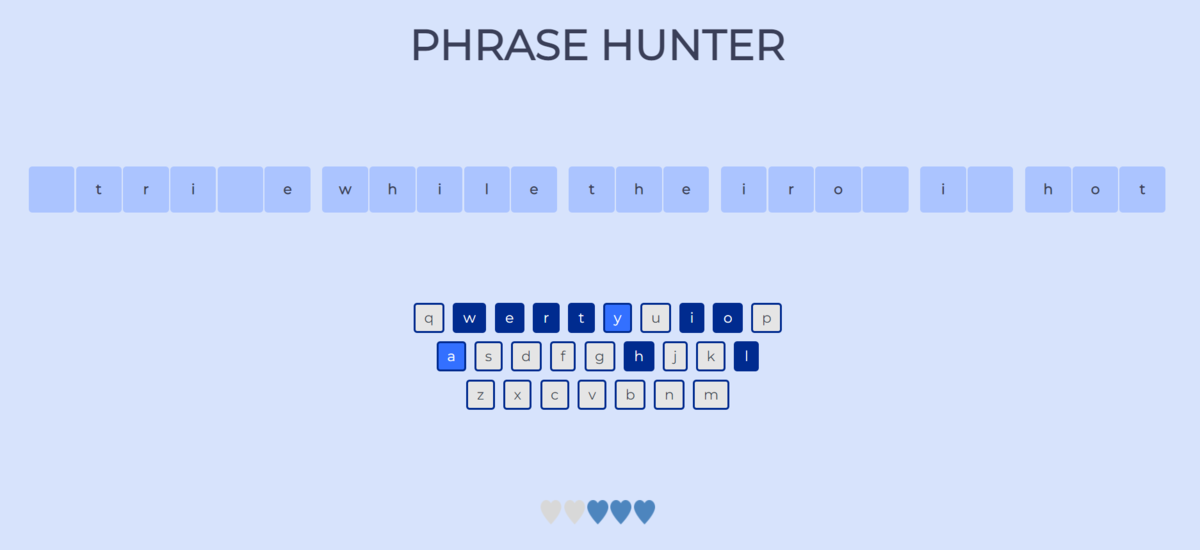 PHRASE HUNTER
t r i e w h i l e t h e i r o i h o t
q w e r t y u i o p
a s d f g h j k l
z x c v b n m